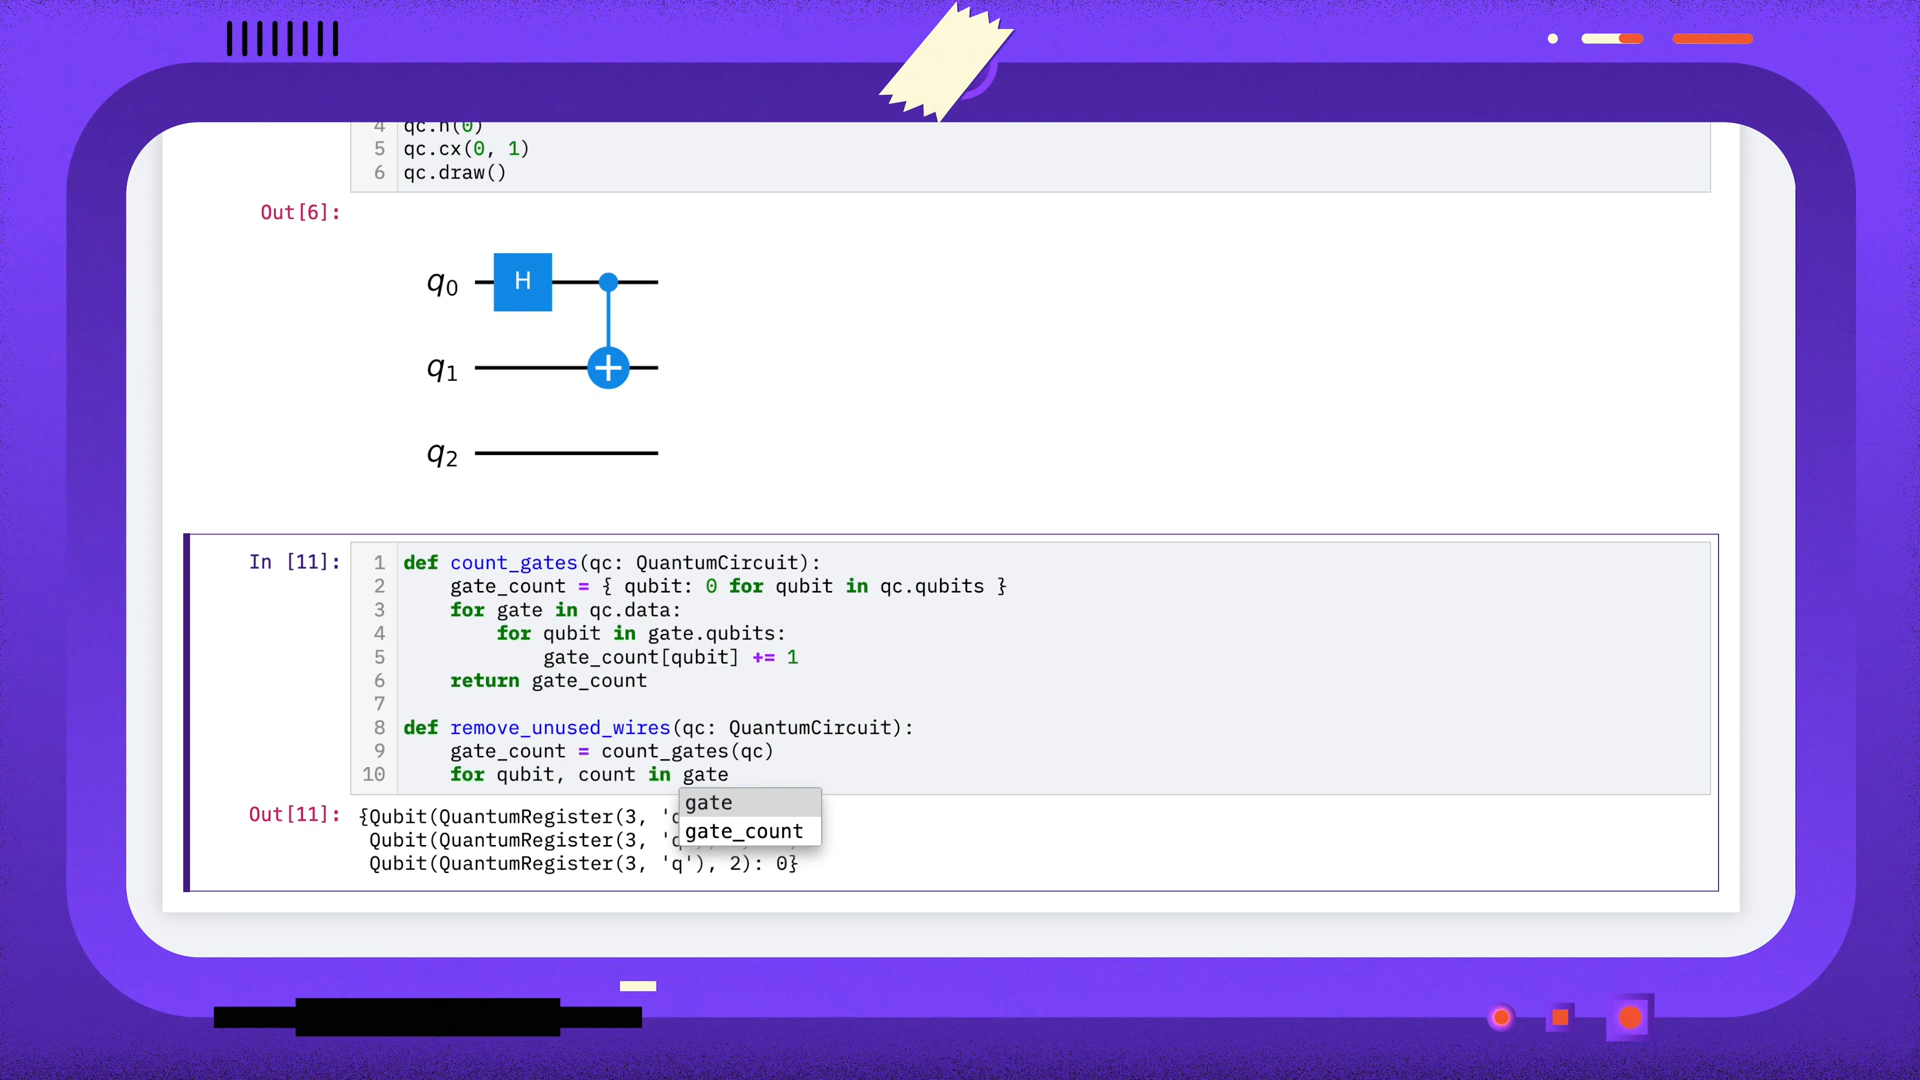 4 qc.h(0)
5 qc.cx(0, 1)
6 qc.draw()
Out[6]:
q0
H
q1
q2
In [11]:
1 def count_gates(qc: QuantumCircuit):
2 gate_count = { qubit: 0 for qubit in qc.qubits }
3 for gate in qc.data:
4 for qubit in gate.qubits:
5 gate_count[qubit] += 1
6 return gate_count
7
8 def remove_unused_wires(qc: QuantumCircuit):
9 gate_count = count_gates(qc)
10 for qubit, count in gate
gate
gate_count
Out[11]: {Qubit(QuantumRegister(3, 'q
Qubit(QuantumRegister(3, 'q
Qubit(QuantumRegister(3, 'q'), 2): 0}